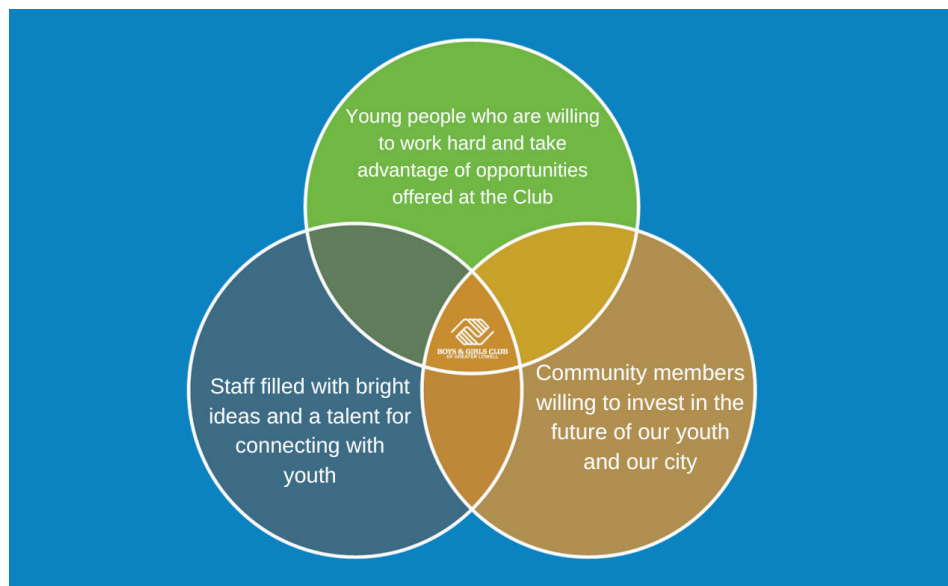 Young people who are willing
to work hard and take
advantage of opportunities
offered at the Club
BOYS & GIRLS CLUB
OF GREATER LOWELL
Staff filled with bright
ideas and a talent for
connecting with
youth
Community members
willing to invest in the
future of our youth
and our city